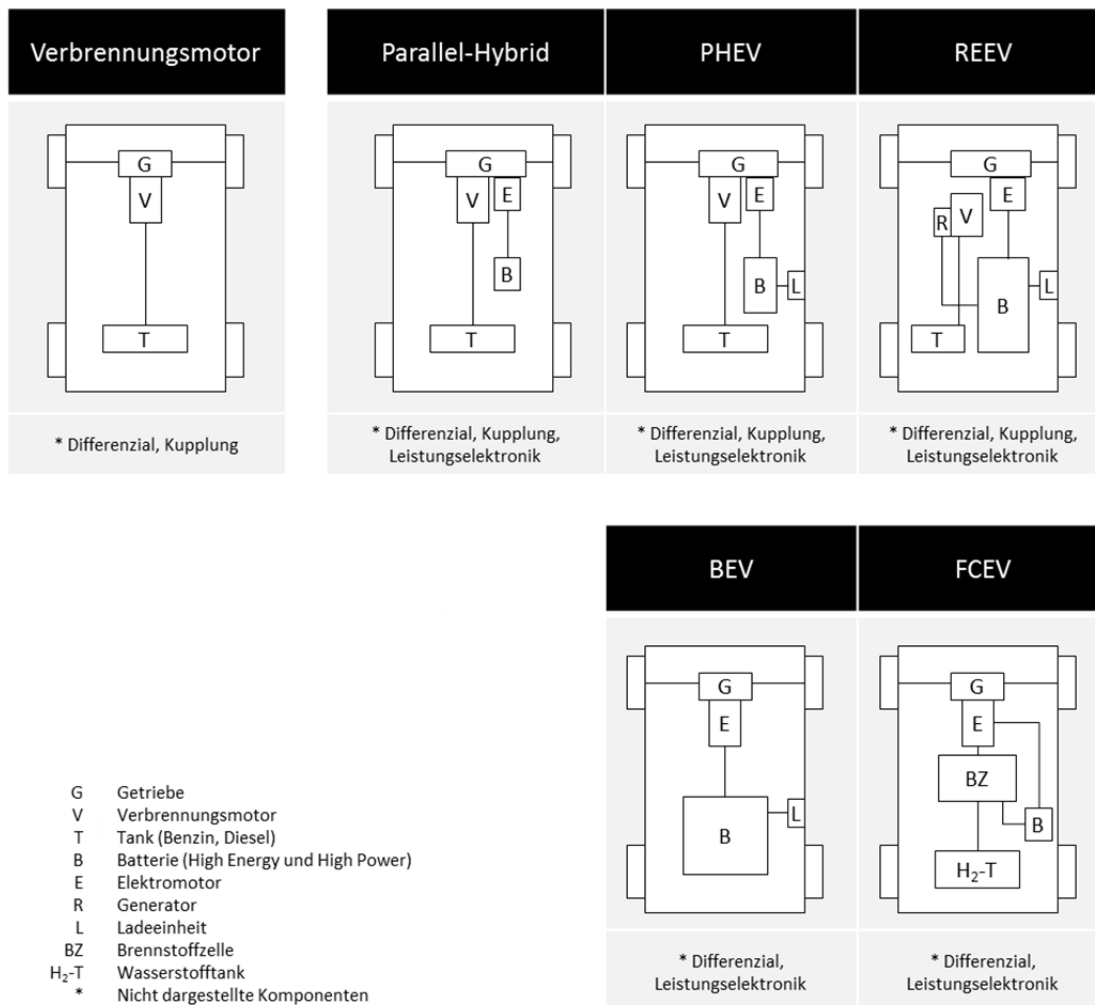 Verbrennungsmotor
Parallel-Hybrid
PHEV
REEV
G
V
T
G
V
E
B
T
G
V
E
B
L
T
G
E
V
R
L
B
T
* Differenzial, Kupplung
* Differenzial, Kupplung,
Leistungselektronik
* Differenzial, Kupplung,
Leistungselektronik
* Differenzial, Kupplung,
Leistungselektronik
BEV
FCEV
G
E
L
B
G
E
BZ
B
H₂-T
* Differenzial,
Leistungselektronik
* Differenzial,
Leistungselektronik
G Getriebe
V Verbrennungsmotor
T Tank (Benzin, Diesel)
B Batterie (High Energy und High Power)
E Elektromotor
R Generator
L Ladeeinheit
BZ Brennstoffzelle
H₂-T Wasserstofftank
* Nicht dargestellte Komponenten